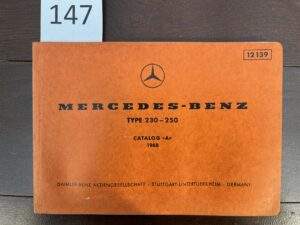 147
12139
MERCEDES-BENZ
TYPE 230-250
CATALOG «A»
1968
DAIMLER-BENZ AKTIENGESELLSCHAFT · STUTTGART-UNTERTÜRKHEIM · GERMANY